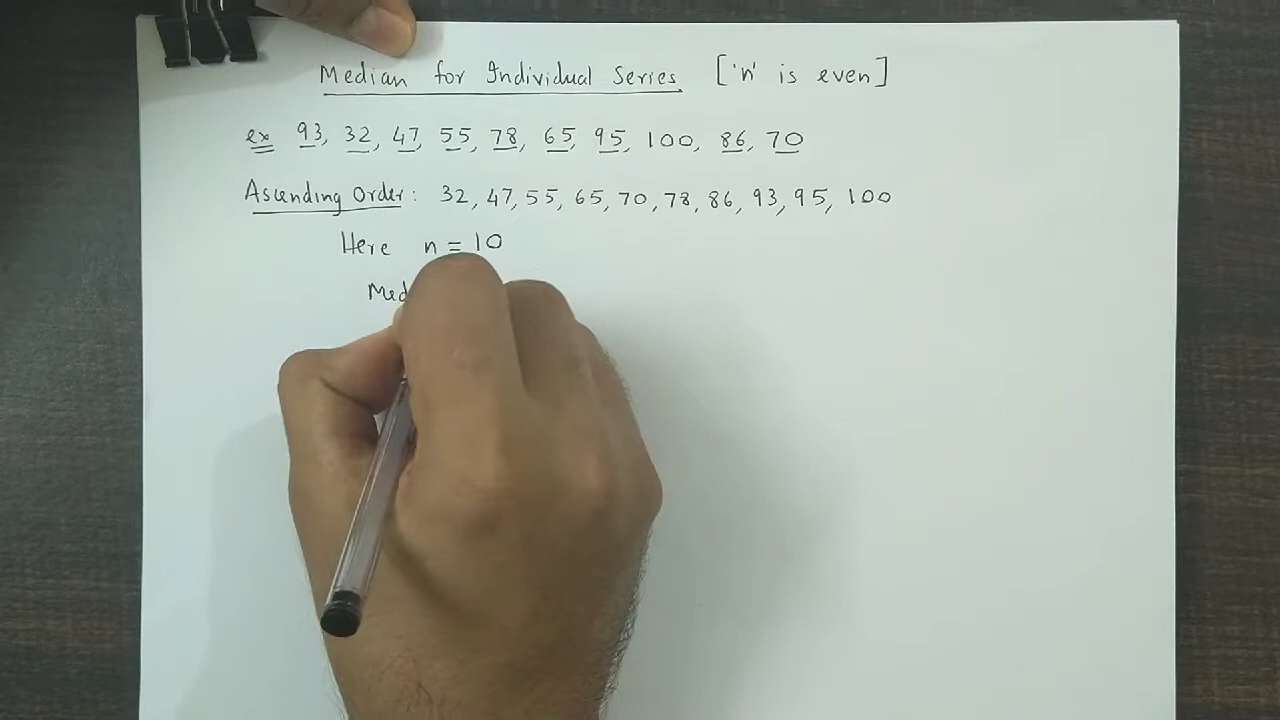 Median for Individual Series ['n' is even]
ex 93, 32, 47, 55, 78, 65, 95, 100, 86, 70
Ascending Order: 32, 47, 55, 65, 70, 78, 86, 93, 95, 100
Here n = 10
Med